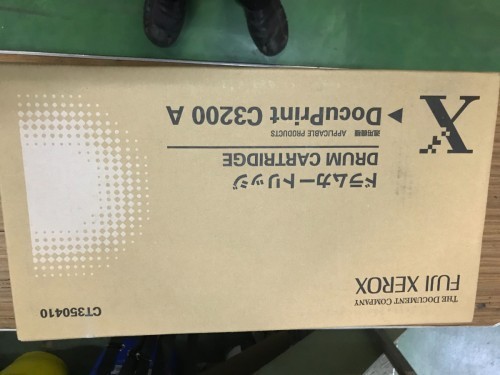 THE DOCUMENT COMPANY
FUJI XEROX
CT350410
ドラムカートリッジ
DRUM CARTRIDGE
適用機種 APPLICABLE PRODUCTS
▶ DocuPrint C3200 A